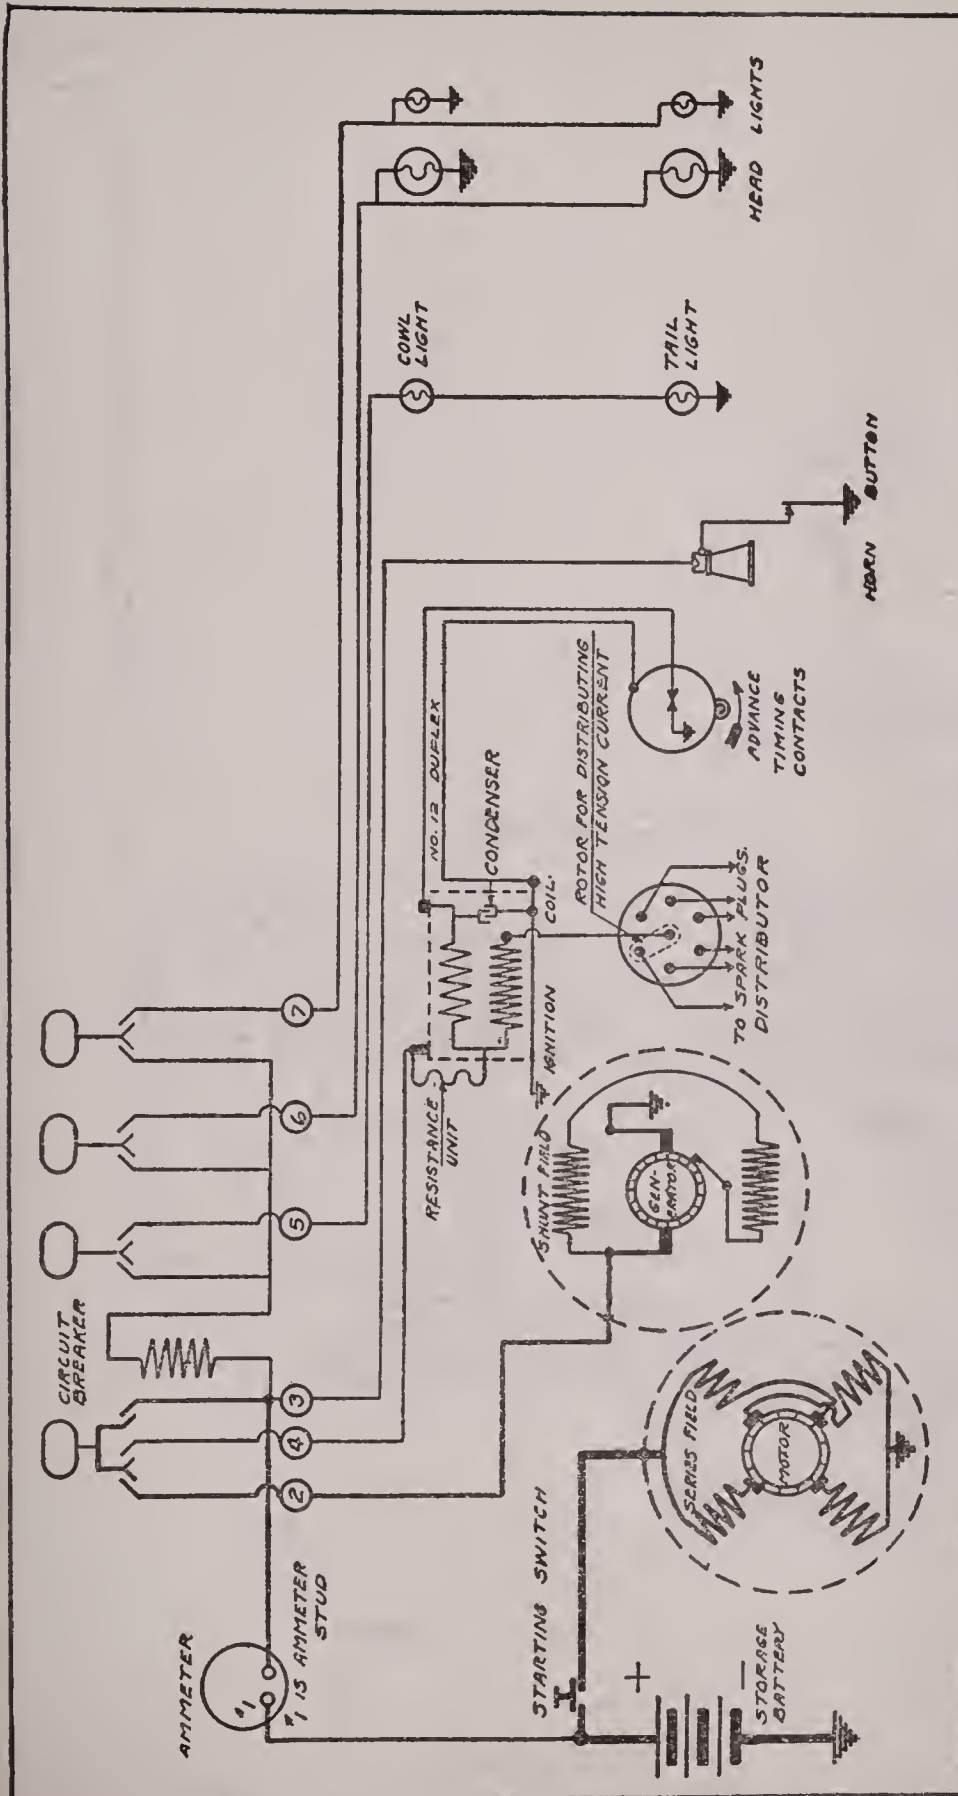 AMMETER
#1
#1 IS AMMETER
STUD
CIRCUIT
BREAKER
2
4
3
5
6
7
STARTING SWITCH
+
–
STORAGE
BATTERY
SERIES FIELD
MOTOR
SHUNT FIELD
GEN-
ERATOR
RESISTANCE
UNIT
IGNITION
COIL.
NO. 12 DUPLEX
CONDENSER
ROTOR FOR DISTRIBUTING
HIGH TENSION CURRENT
TO SPARK PLUGS.
DISTRIBUTOR
ADVANCE
TIMING
CONTACTS
HORN BUTTON
COWL
LIGHT
TAIL
LIGHT
HEAD LIGHTS